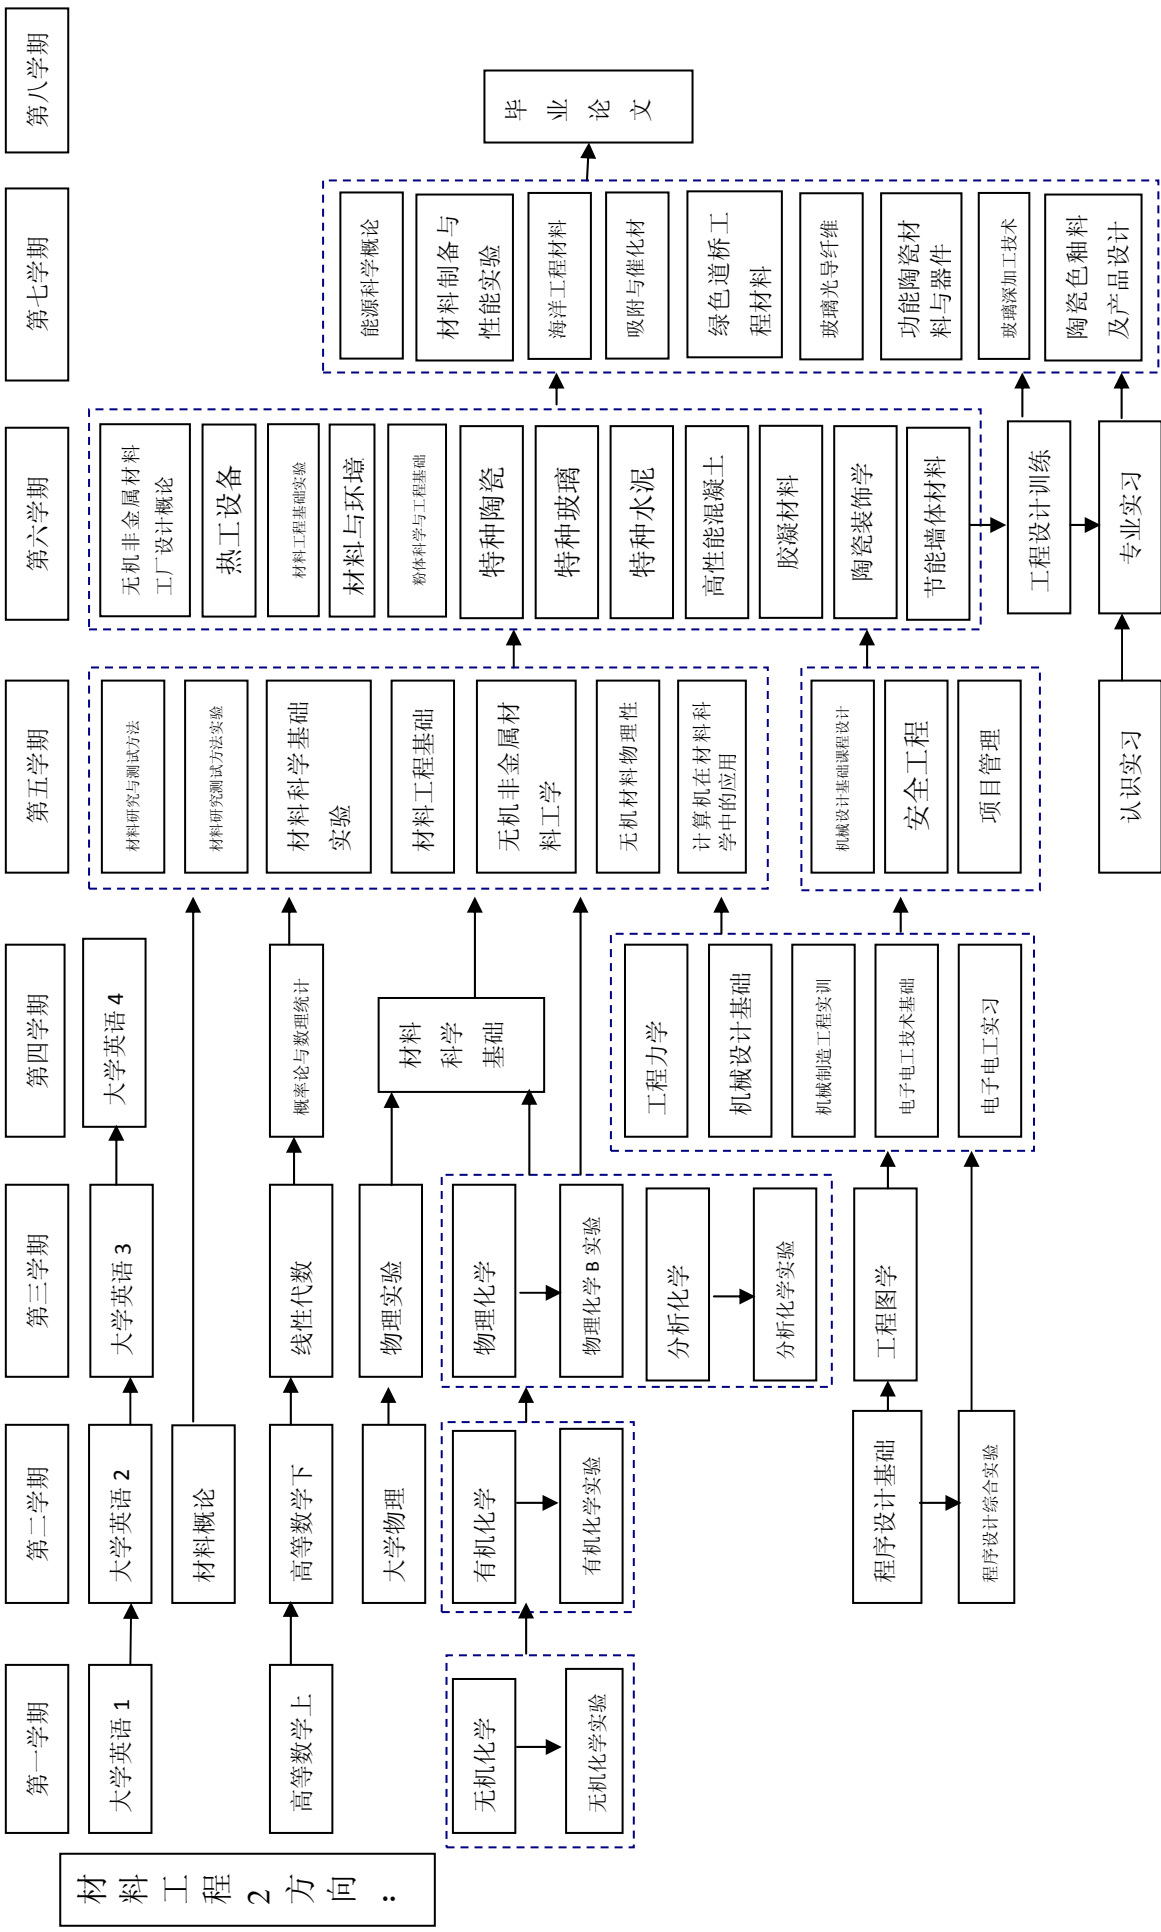 材料工程2方向：
第一学期
第二学期
第三学期
第四学期
第五学期
第六学期
第七学期
第八学期
大学英语 1
高等数学上
无机化学
无机化学实验
大学英语 2
材料概论
高等数学下
大学物理
有机化学
有机化学实验
程序设计基础
程序设计综合实验
大学英语 3
线性代数
物理实验
物理化学
物理化学 B 实验
分析化学
分析化学实验
工程图学
大学英语 4
概率论与数理统计
材料
科学
基础
工程力学
机械设计基础
机械制造工程实训
电子电工技术基础
电子电工实习
材料研究与测试方法
材料研究测试方法实验
材料科学基础
实验
材料工程基础
无机非金属材
料工学
无机材料物理性
计算机在材料科
学中的应用
机械设计基础课程设计
安全工程
项目管理
认识实习
无机非金属材料
工厂设计概论
热工设备
材料工程基础实验
材料与环境
粉体科学与工程基础
特种陶瓷
特种玻璃
特种水泥
高性能混凝土
胶凝材料
陶瓷装饰学
节能墙体材料
工程设计训练
专业实习
能源科学概论
材料制备与
性能实验
海洋工程材料
吸附与催化材
绿色道桥工
程材料
玻璃光导纤维
功能陶瓷材
料与器件
玻璃深加工技术
陶瓷色釉料
及产品设计
毕业论文